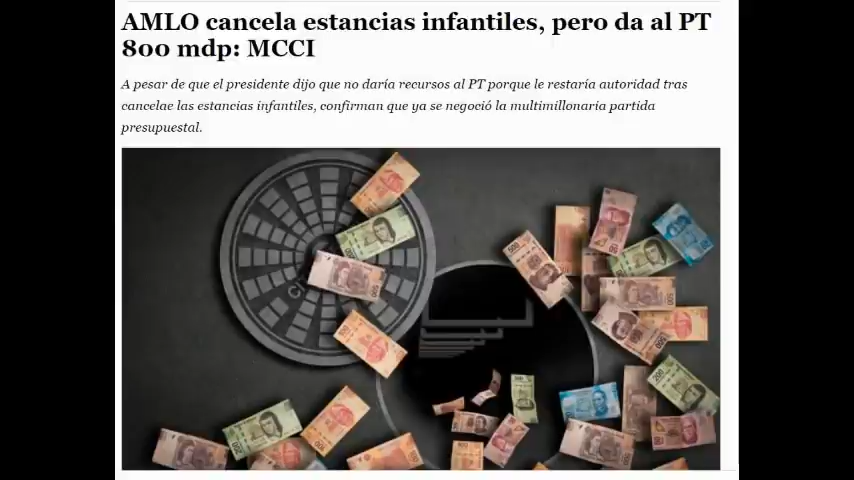 AMLO cancela estancias infantiles, pero da al PT
800 mdp: MCCI
A pesar de que el presidente dijo que no daría recursos al PT porque le restaría autoridad tras
cancelae las estancias infantiles, confirman que ya se negoció la multimillonaria partida
presupuestal.